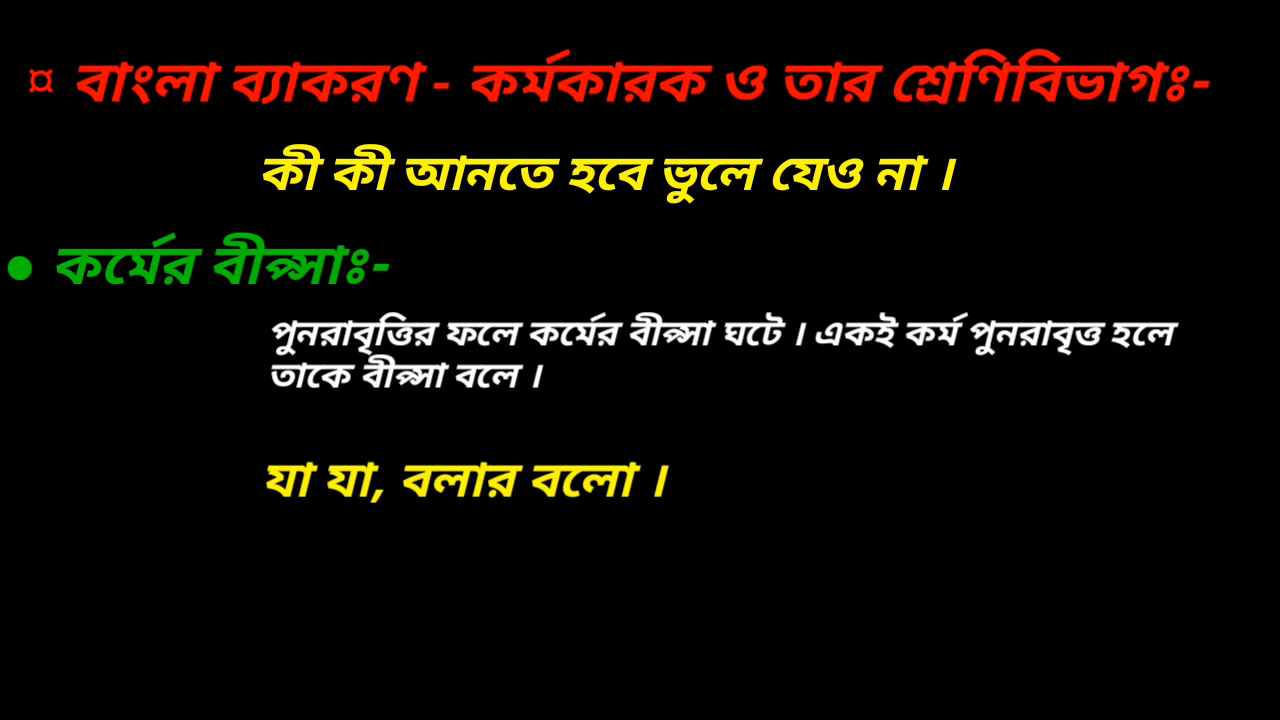 ¤ বাংলা ব্যাকরণ - কর্মকারক ও তার শ্রেণিবিভাগঃ-
কী কী আনতে হবে ভুলে যেও না ।
● কর্মের বীপ্সাঃ-
পুনরাবৃত্তির ফলে কর্মের বীপ্সা ঘটে । একই কর্ম পুনরাবৃত্ত হলে
তাকে বীপ্সা বলে ।
যা যা, বলার বলো ।